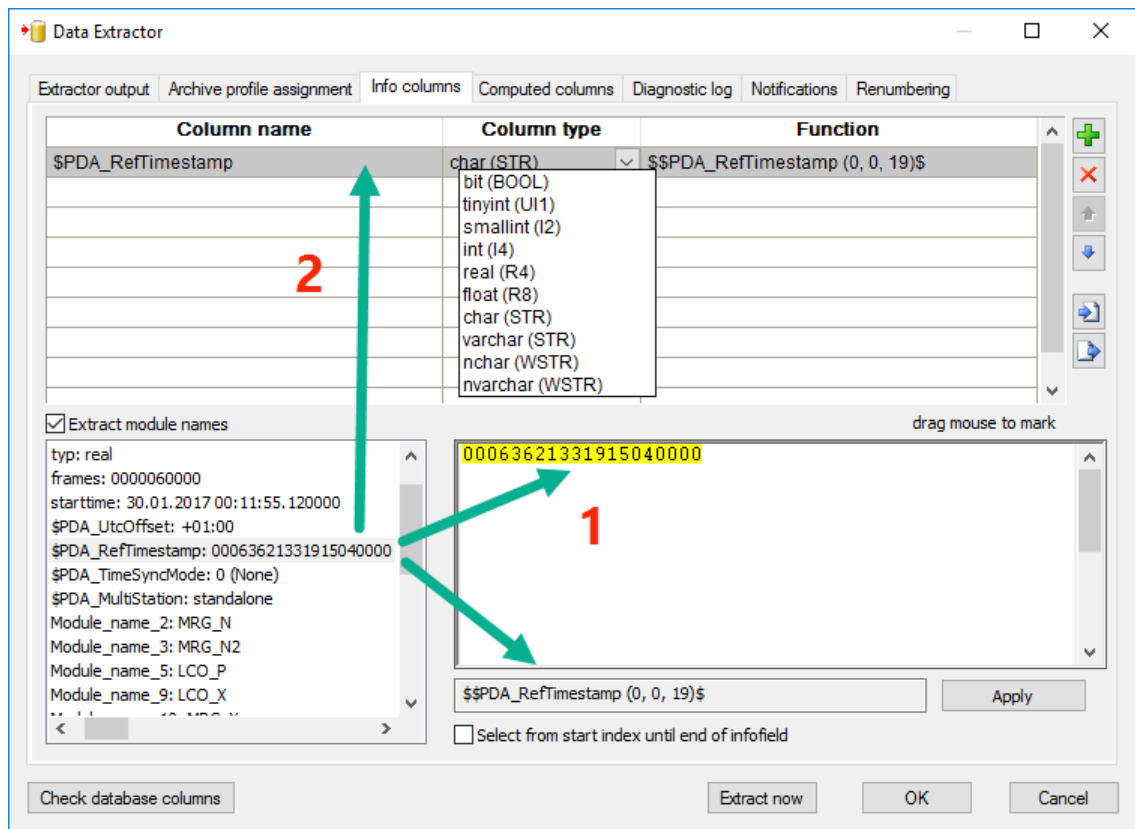 Data Extractor
Extractor output Archive profile assignment Info columns Computed columns Diagnostic log Notifications Renumbering
Column name Column type Function
$PDA_RefTimestamp char (STR) $$PDA_RefTimestamp (0, 0, 19)$
bit (BOOL)
tinyint (UI1)
smallint (I2)
int (I4)
real (R4)
float (R8)
char (STR)
varchar (STR)
nchar (WSTR)
nvarchar (WSTR)
2
Extract module names
drag mouse to mark
typ: real
frames: 0000060000
starttime: 30.01.2017 00:11:55.120000
$PDA_UtcOffset: +01:00
$PDA_RefTimestamp: 00063621331915040000
$PDA_TimeSyncMode: 0 (None)
$PDA_MultiStation: standalone
Module_name_2: MRG_N
Module_name_3: MRG_N2
Module_name_5: LCO_P
Module_name_9: LCO_X
00063621331915040000
1
$$PDA_RefTimestamp (0, 0, 19)$
Apply
Select from start index until end of infofield
Check database columns
Extract now
OK
Cancel